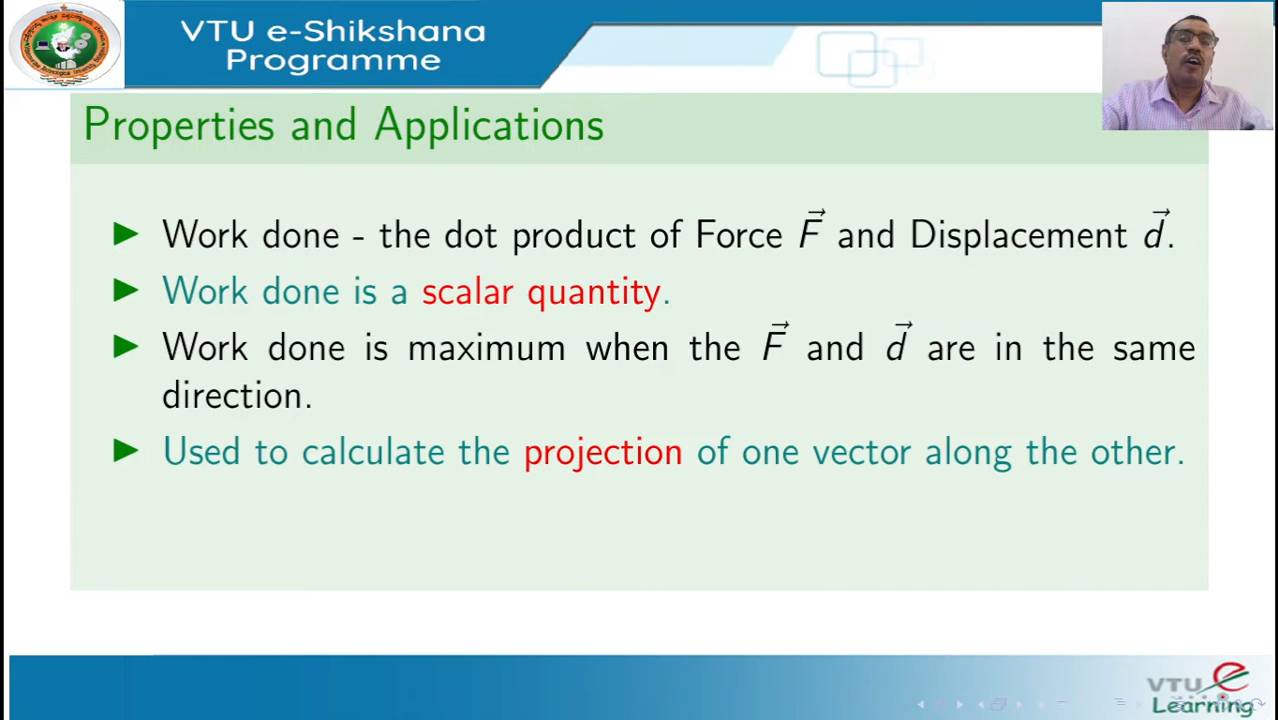 VTU e-Shikshana
Programme
Properties and Applications
Work done - the dot product of Force F⃗ and Displacement d⃗.
Work done is a scalar quantity.
Work done is maximum when the F⃗ and d⃗ are in the same
direction.
Used to calculate the projection of one vector along the other.
VTU e
Learning